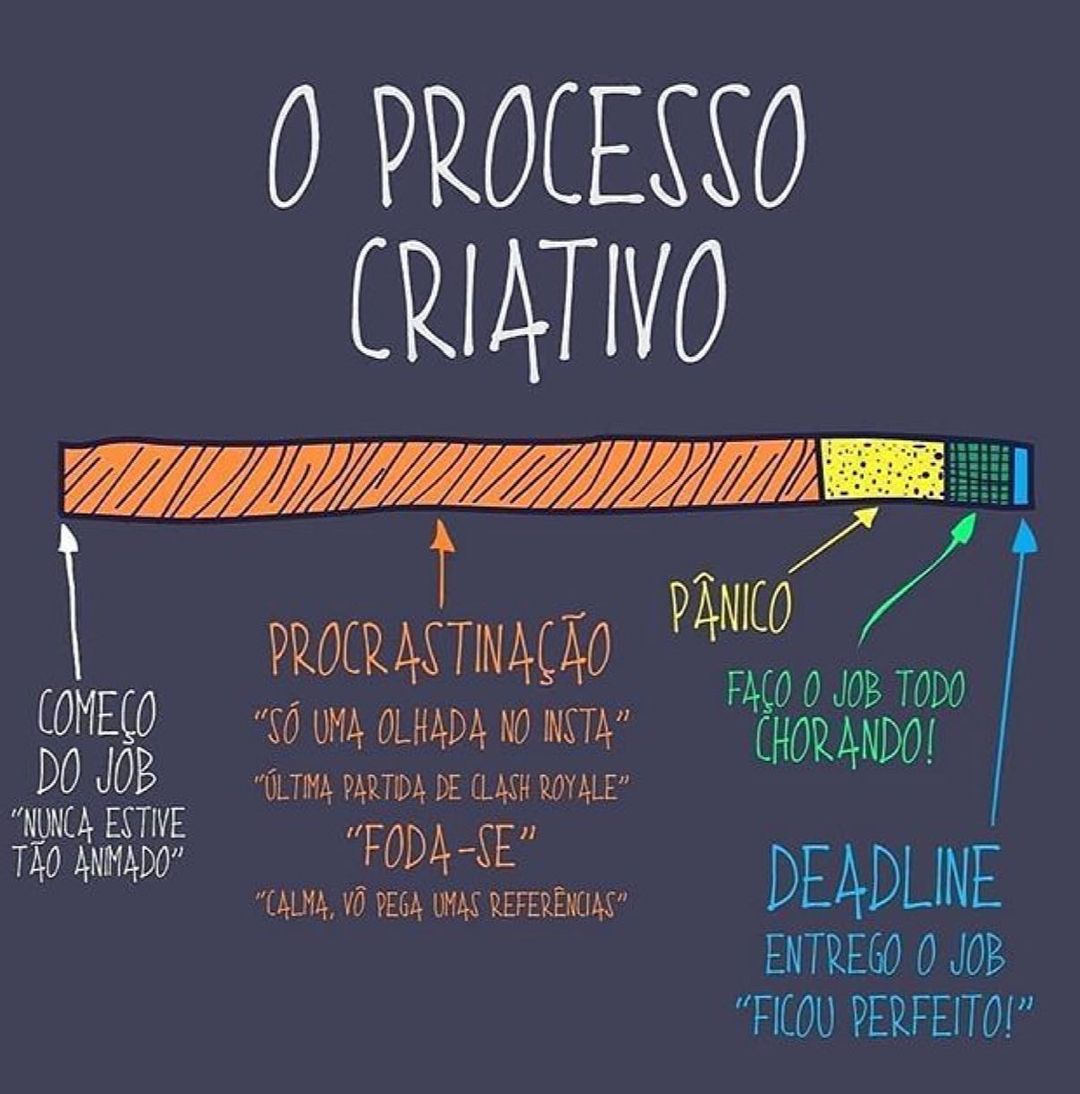 O PROCESSO
CRIATIVO
COMEÇO
DO JOB
“NUNCA ESTIVE
TÃO ANIMADO”
PROCRASTINAÇÃO
“SÓ UMA OLHADA NO INSTA”
“ÚLTIMA PARTIDA DE CLASH ROYALE”
“FODA-SE”
“CALMA, VÔ PEGA UMAS REFERÊNCIAS”
PÂNICO
FAÇO O JOB TODO
CHORANDO!
DEADLINE
ENTREGO O JOB
“FICOU PERFEITO!”